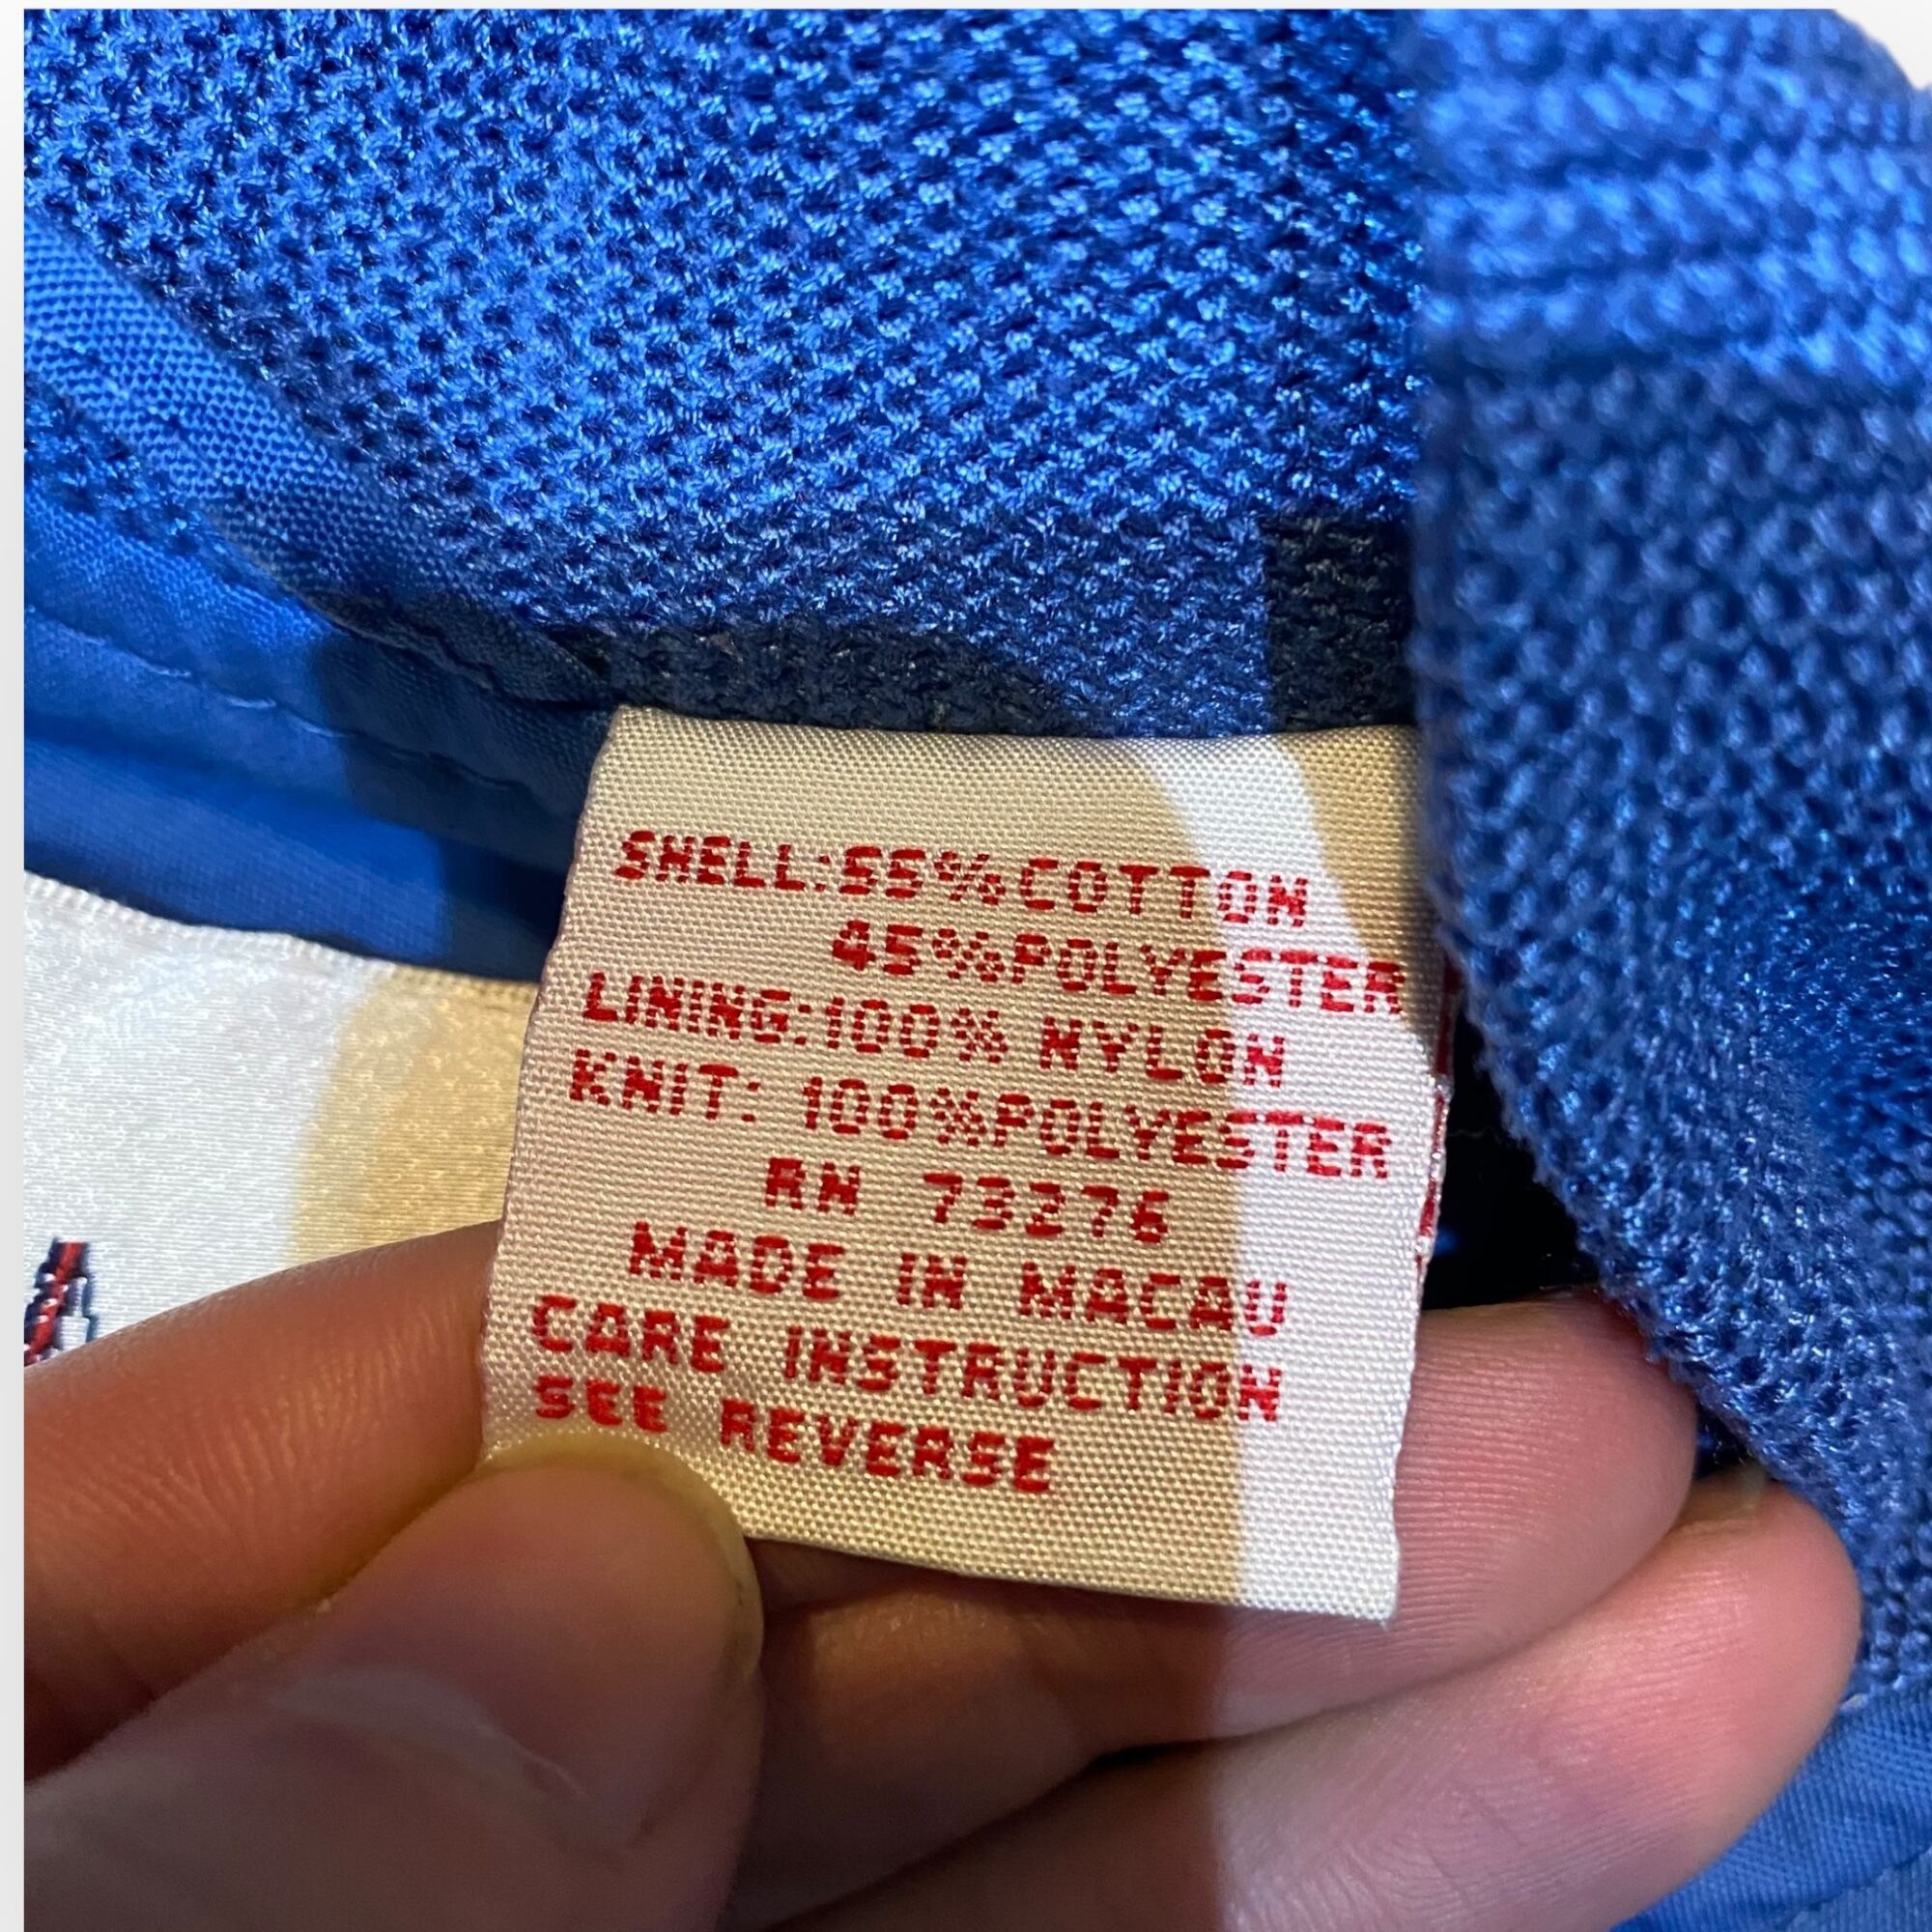 SHELL:55%COTTON
45%POLYESTER
LINING:100% NYLON
KNIT: 100%POLYESTER
RN 73276
MADE IN MACAU
CARE INSTRUCTION
SEE REVERSE